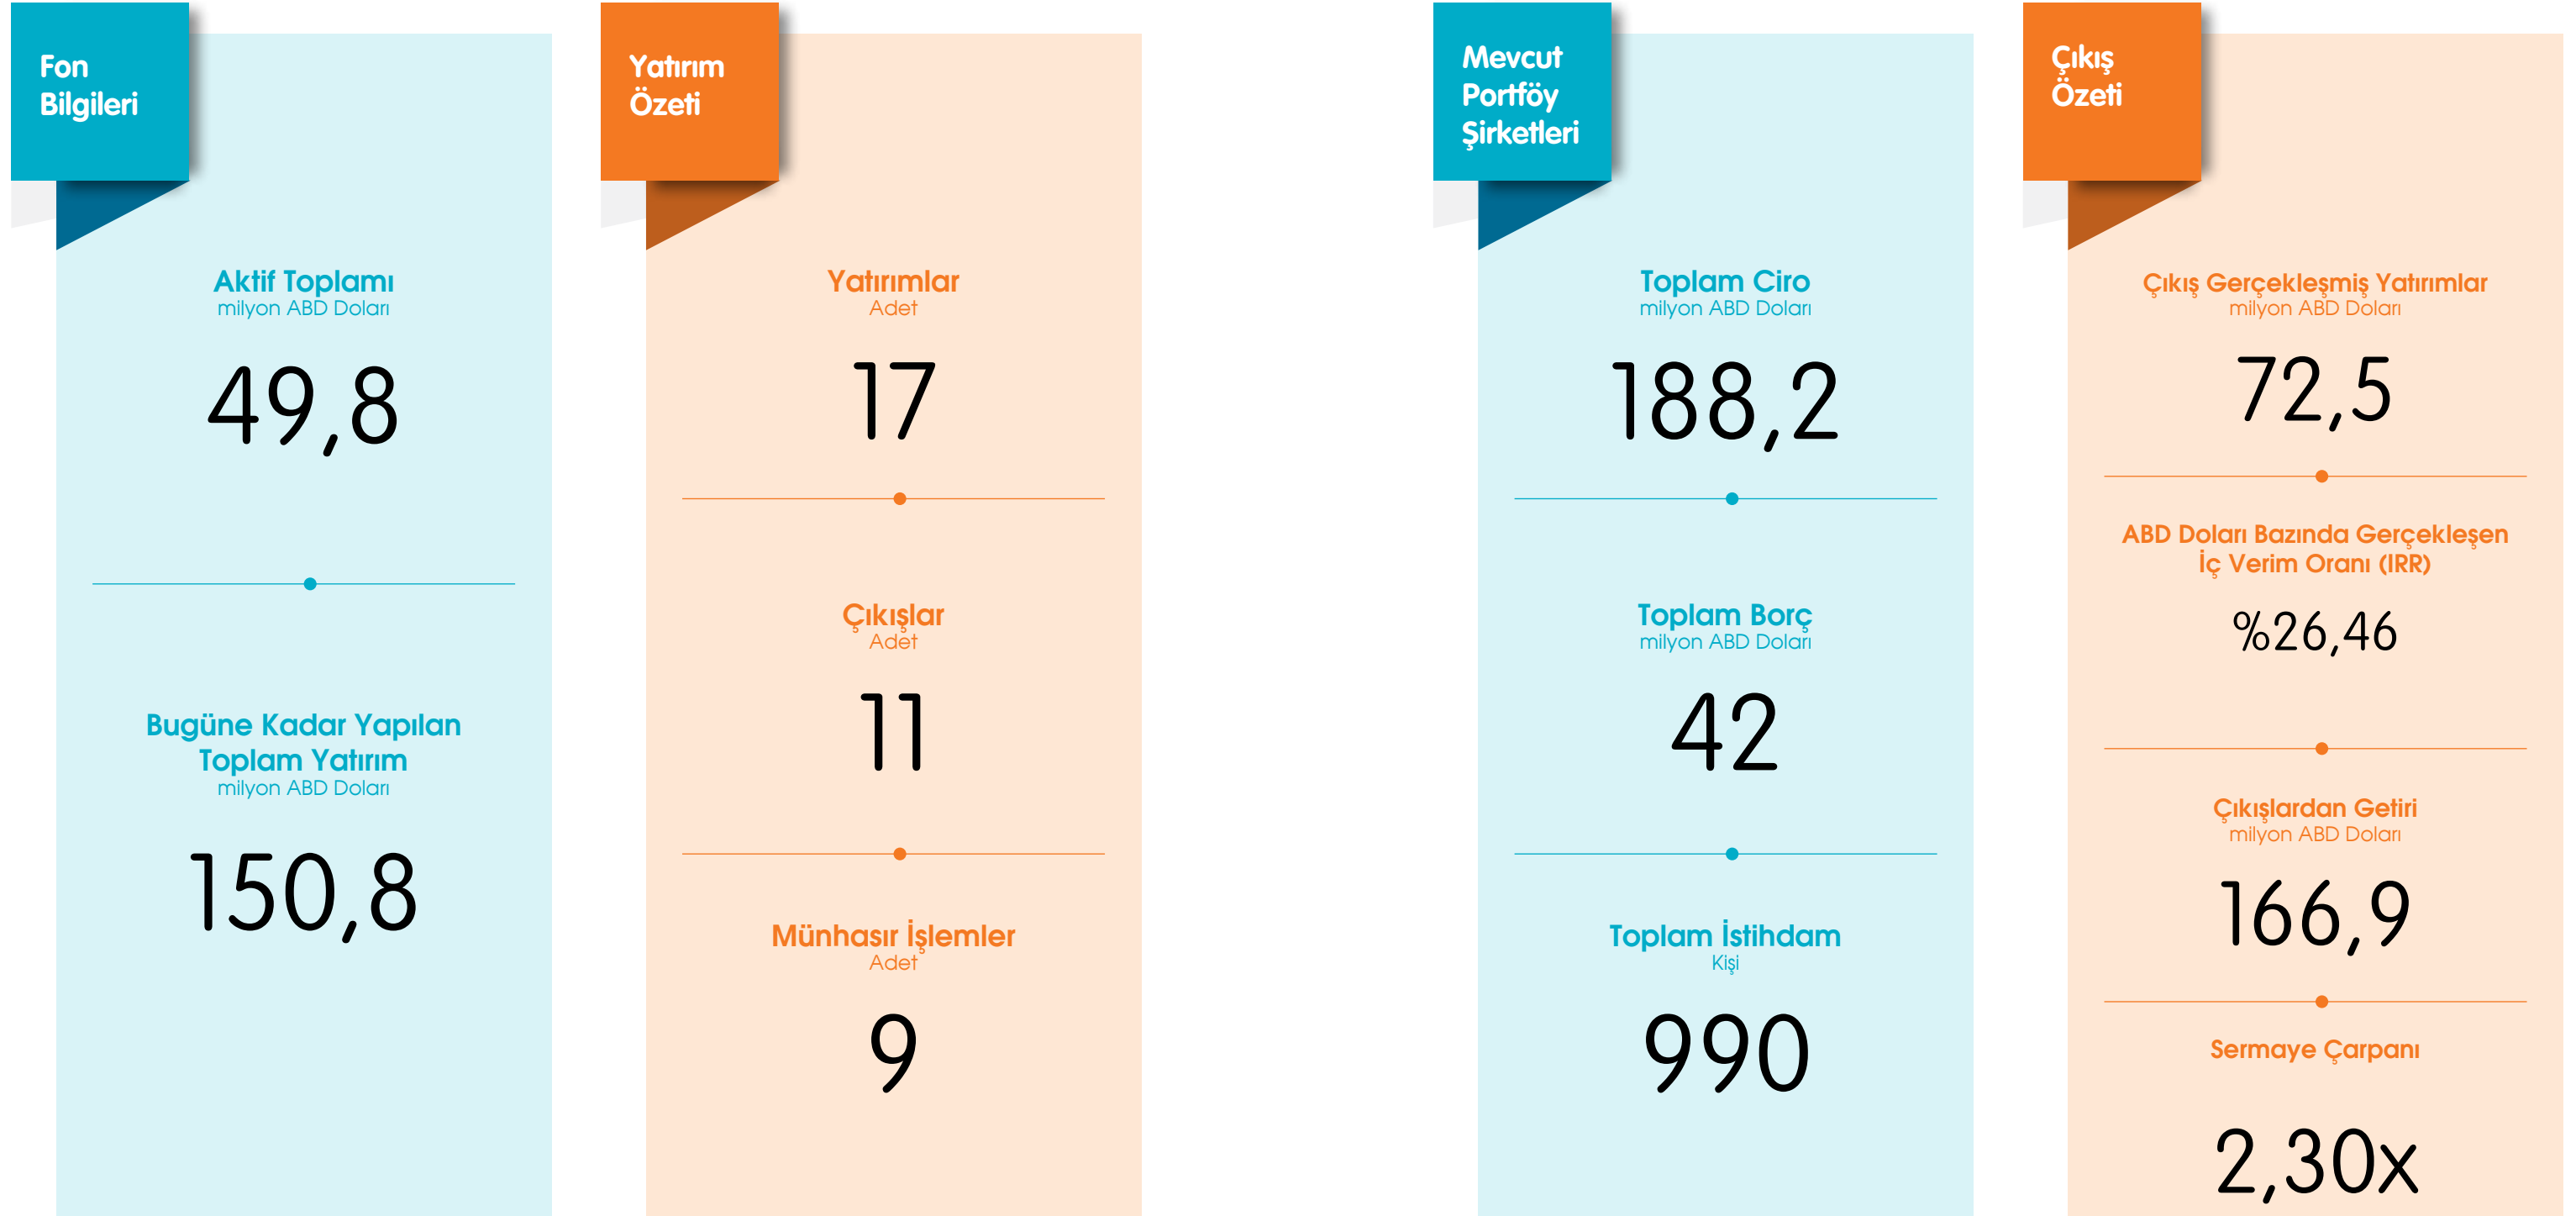 Fon
Bilgileri
Aktif Toplamı
milyon ABD Doları
49,8
Bugüne Kadar Yapılan
Toplam Yatırım
milyon ABD Doları
150,8
Yatırım
Özeti
Yatırımlar
Adet
17
Çıkışlar
Adet
11
Münhasır İşlemler
Adet
9
Mevcut
Portföy
Şirketleri
Toplam Ciro
milyon ABD Doları
188,2
Toplam Borç
milyon ABD Doları
42
Toplam İstihdam
Kişi
990
Çıkış
Özeti
Çıkış Gerçekleşmiş Yatırımlar
milyon ABD Doları
72,5
ABD Doları Bazında Gerçekleşen
İç Verim Oranı (IRR)
%26,46
Çıkışlardan Getiri
milyon ABD Doları
166,9
Sermaye Çarpanı
2,30x